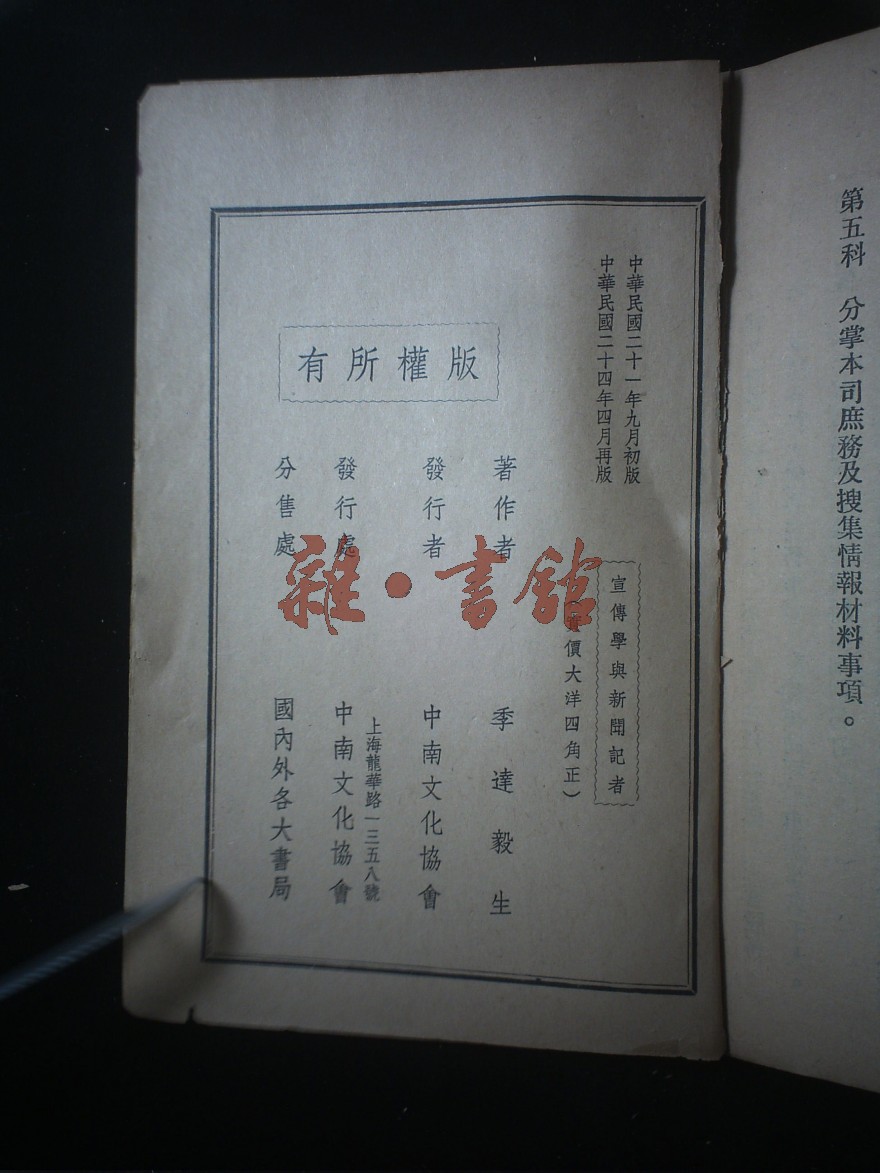 第五科　分掌本司庶務及搜集情報材料事項。
中華民國二十一年九月初版
中華民國二十四年四月再版
宣傳學與新聞記者
價大洋四角正）
版權所有
著作者　季達毅生
發行者　中南文化協會
發行處　中南文化協會
上海龍華路一三五八號
分售處　國內外各大書局
雜·書館